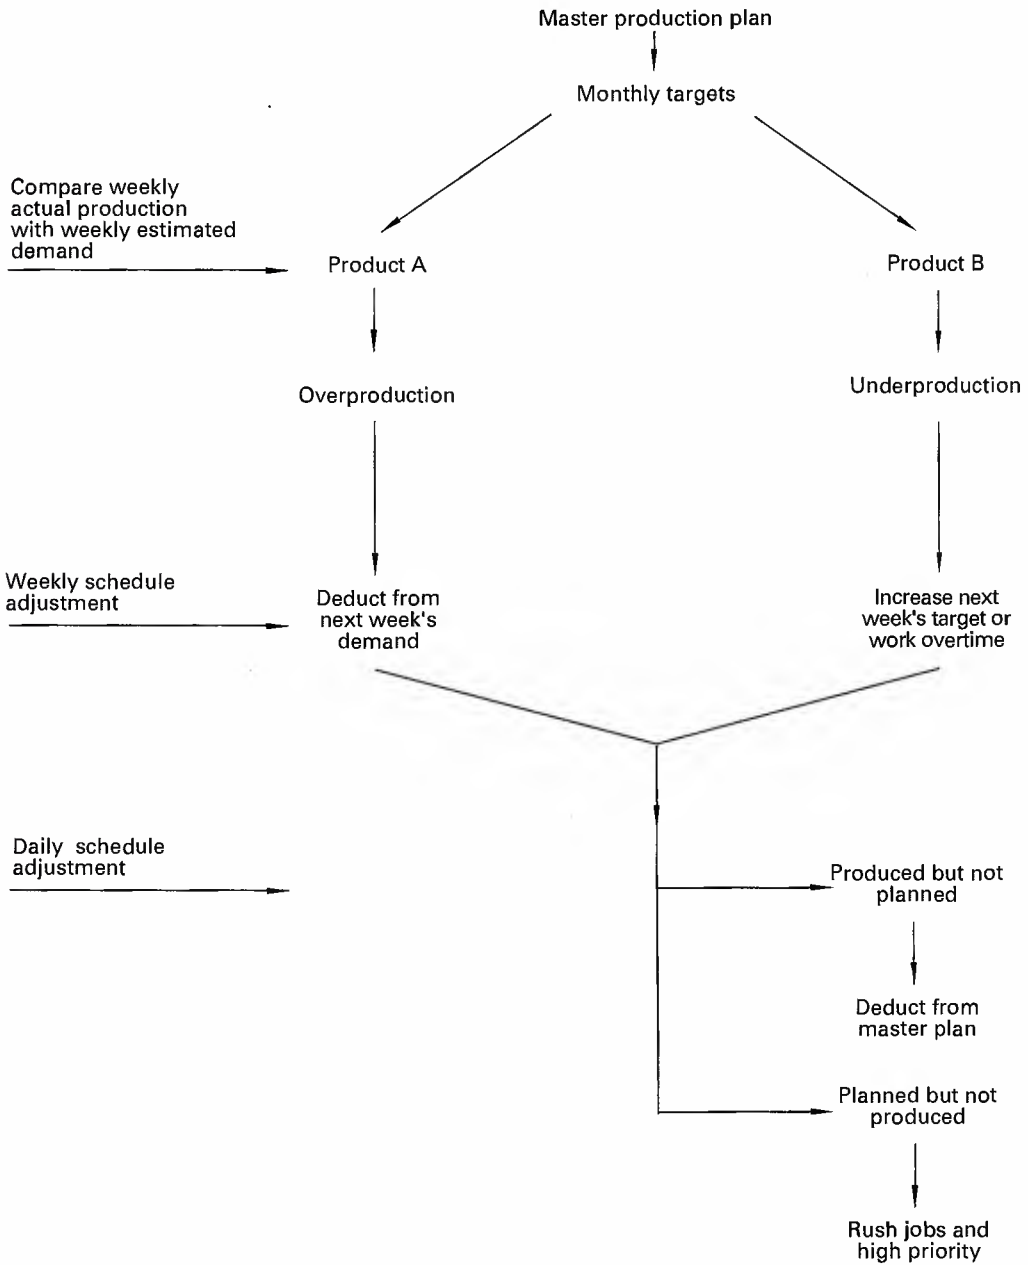 Master production plan
Monthly targets
Compare weekly
actual production
with weekly estimated
demand
Product A
Product B
Overproduction
Underproduction
Weekly schedule
adjustment
Deduct from
next week's
demand
Increase next
week's target or
work overtime
Daily schedule
adjustment
Produced but not
planned
Deduct from
master plan
Planned but not
produced
Rush jobs and
high priority